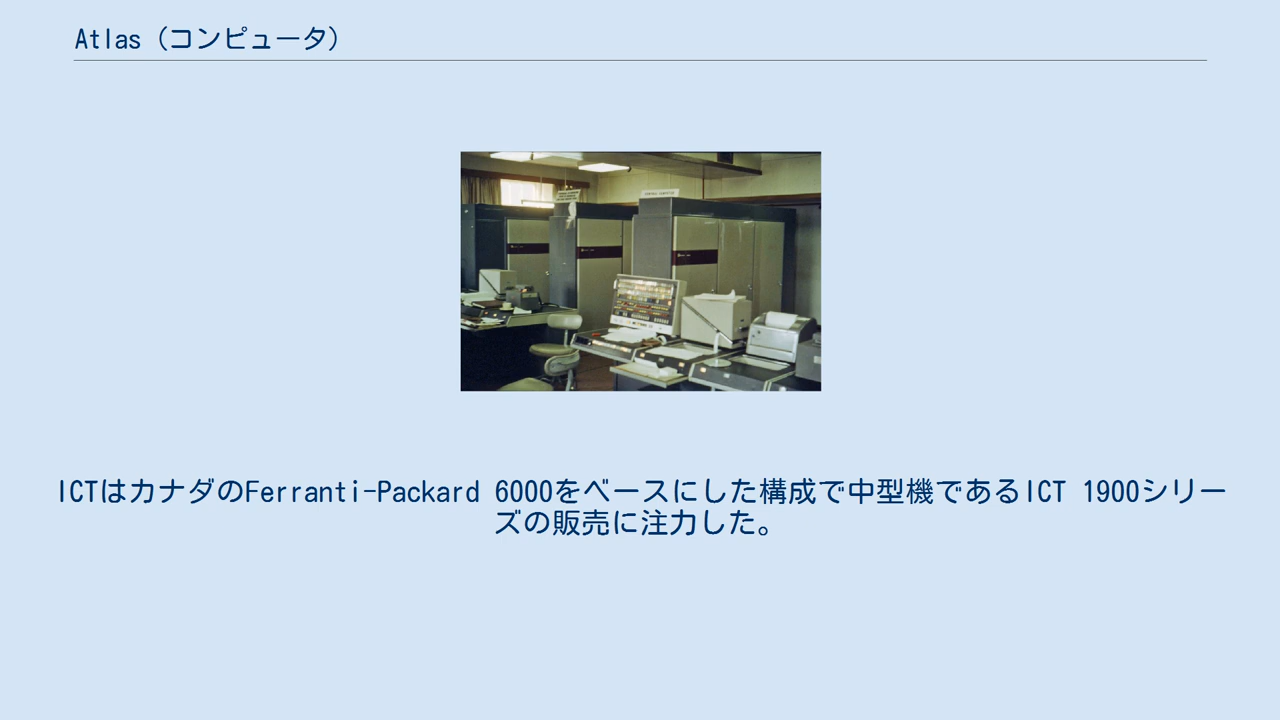 Atlas（コンピュータ）
ICTはカナダのFerranti-Packard 6000をベースにした構成で中型機であるICT 1900シリー
ズの販売に注力した。